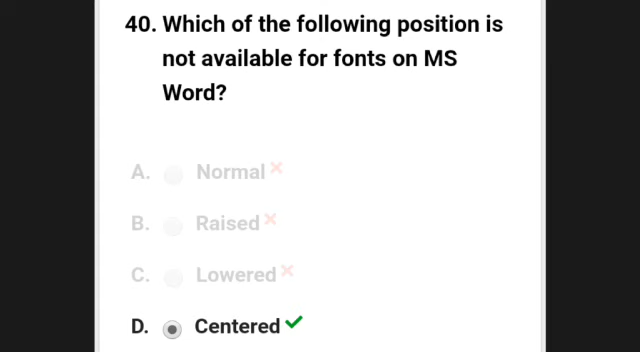 40. Which of the following position is
not available for fonts on MS
Word?
A. Normal
B. Raised
C. Lowered
D. Centered